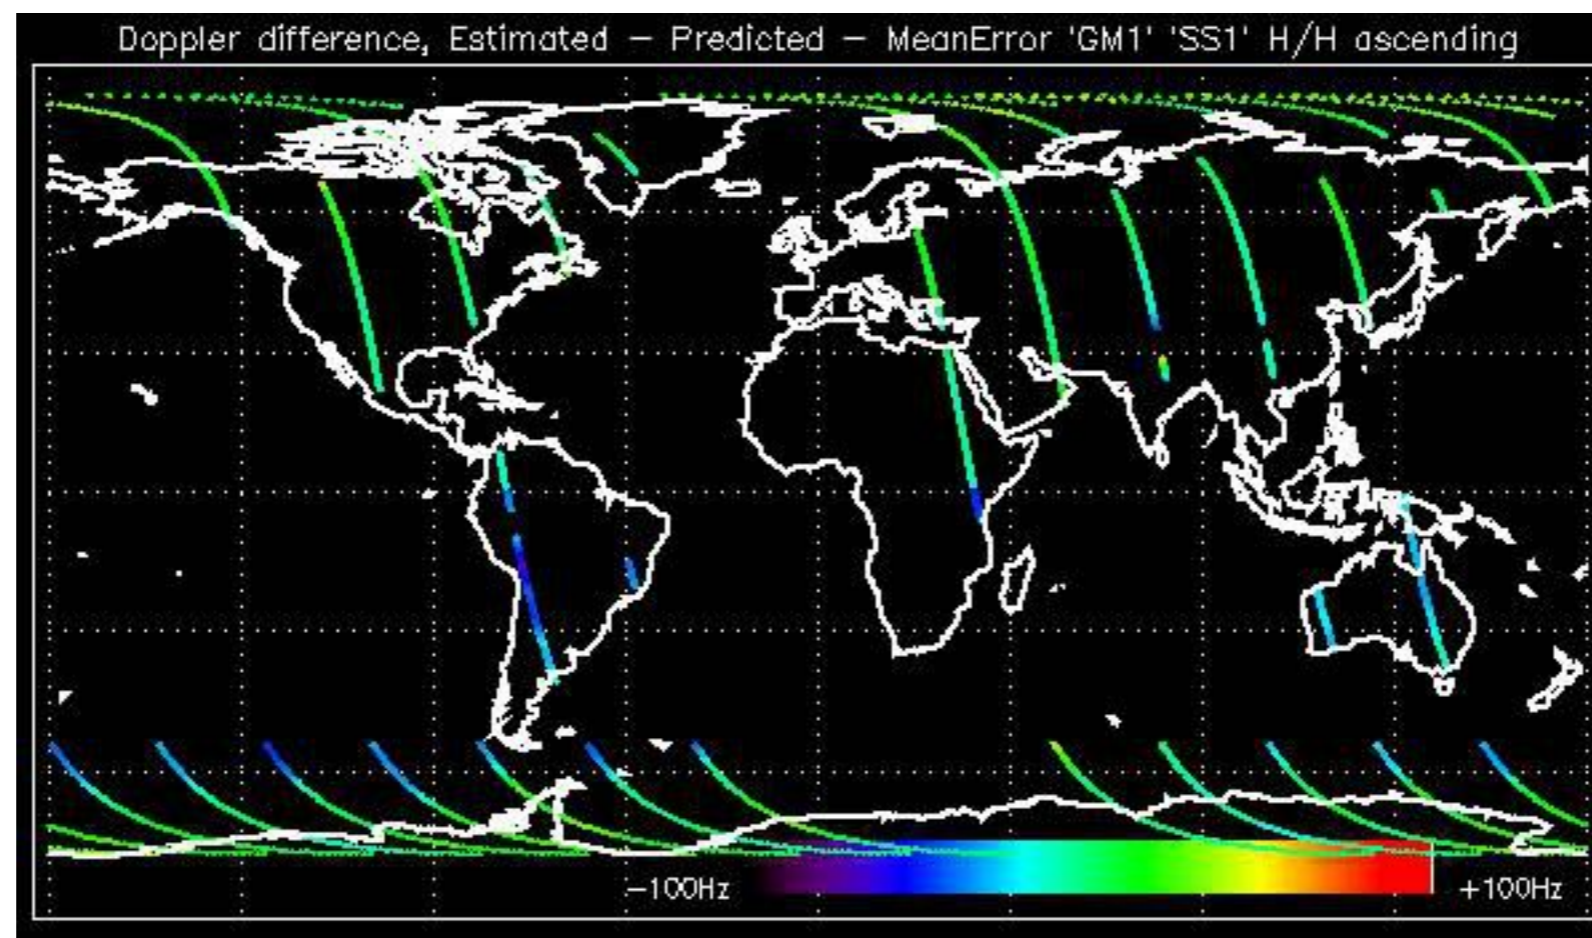 Doppler difference, Estimated − Predicted − MeanError 'GM1' 'SS1' H/H ascending
−100Hz +100Hz